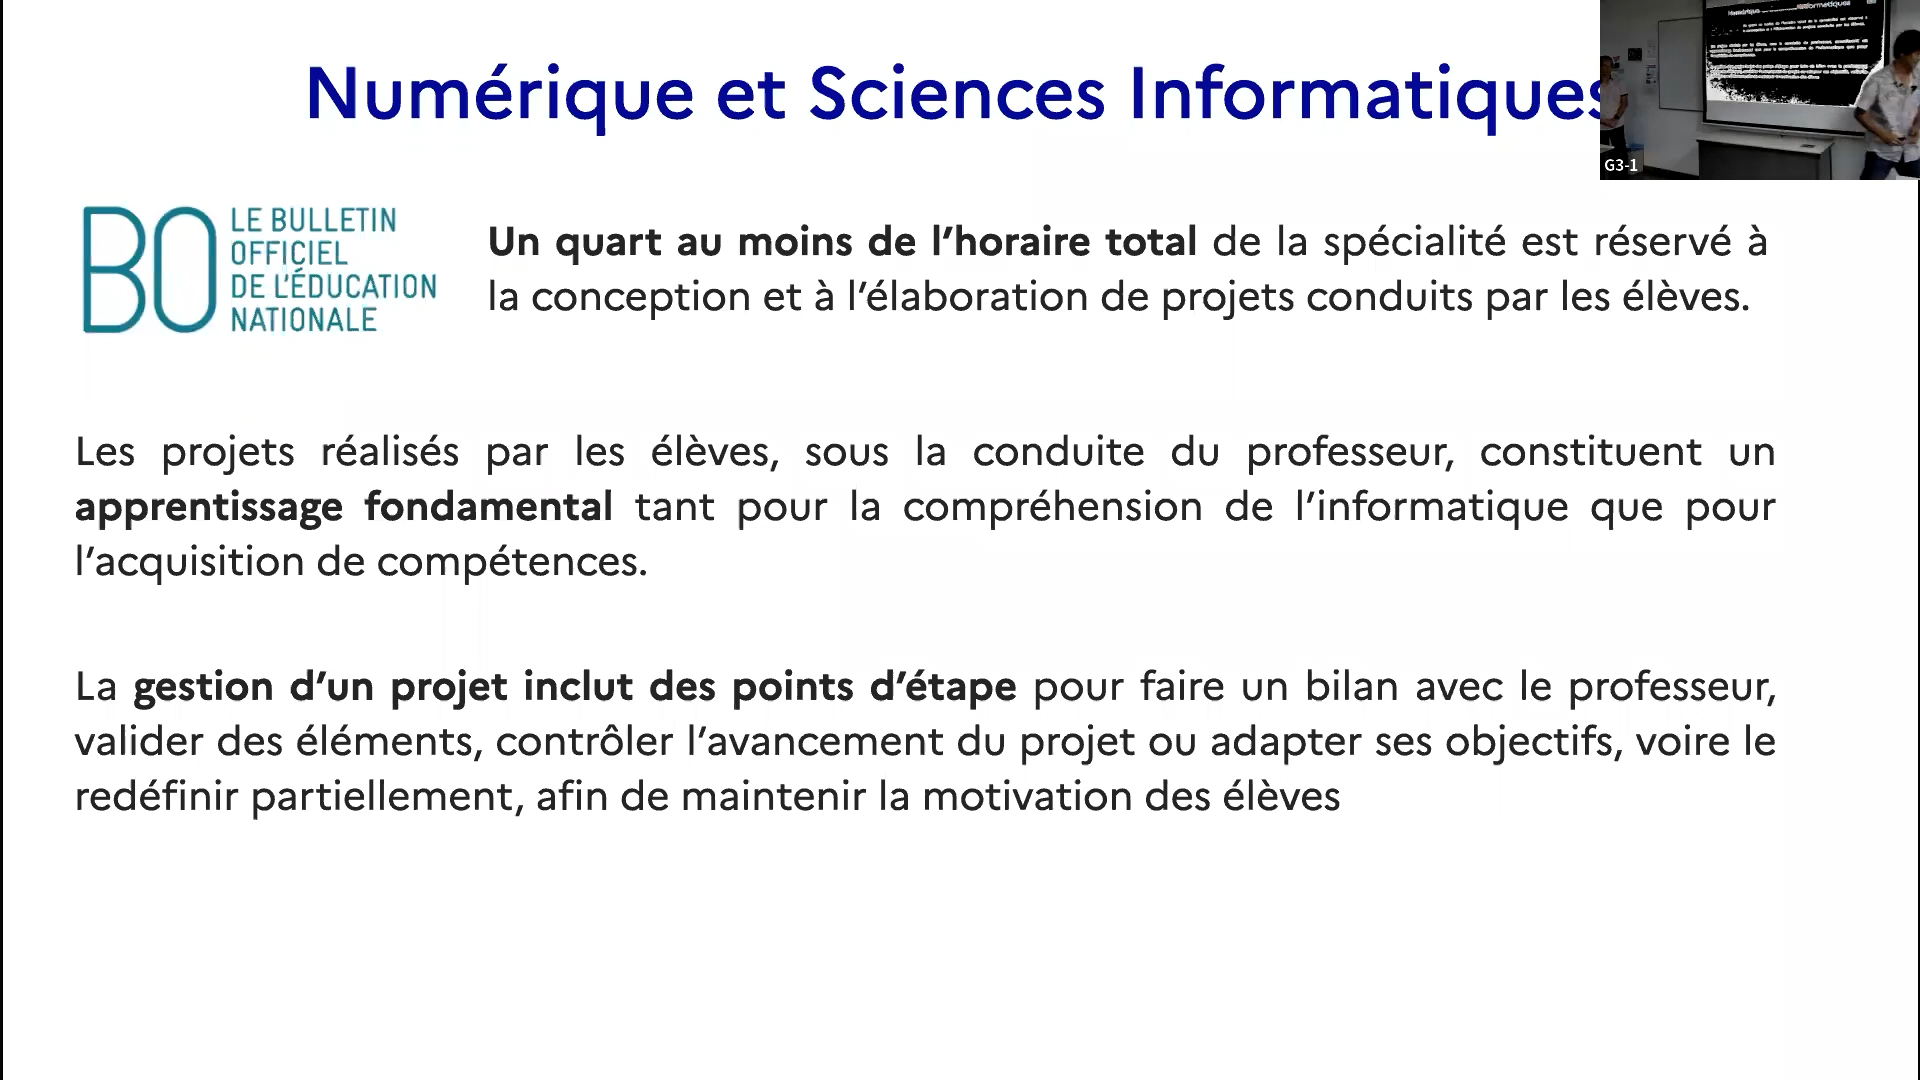 Numérique et Sciences Informatiques
LE BULLETIN
OFFICIEL
DE L'ÉDUCATION
NATIONALE
BO
Un quart au moins de l’horaire total de la spécialité est réservé à
la conception et à l’élaboration de projets conduits par les élèves.
Les projets réalisés par les élèves, sous la conduite du professeur, constituent un
apprentissage fondamental tant pour la compréhension de l’informatique que pour
l’acquisition de compétences.
La gestion d’un projet inclut des points d’étape pour faire un bilan avec le professeur,
valider des éléments, contrôler l’avancement du projet ou adapter ses objectifs, voire le
redéfinir partiellement, afin de maintenir la motivation des élèves
G3-1